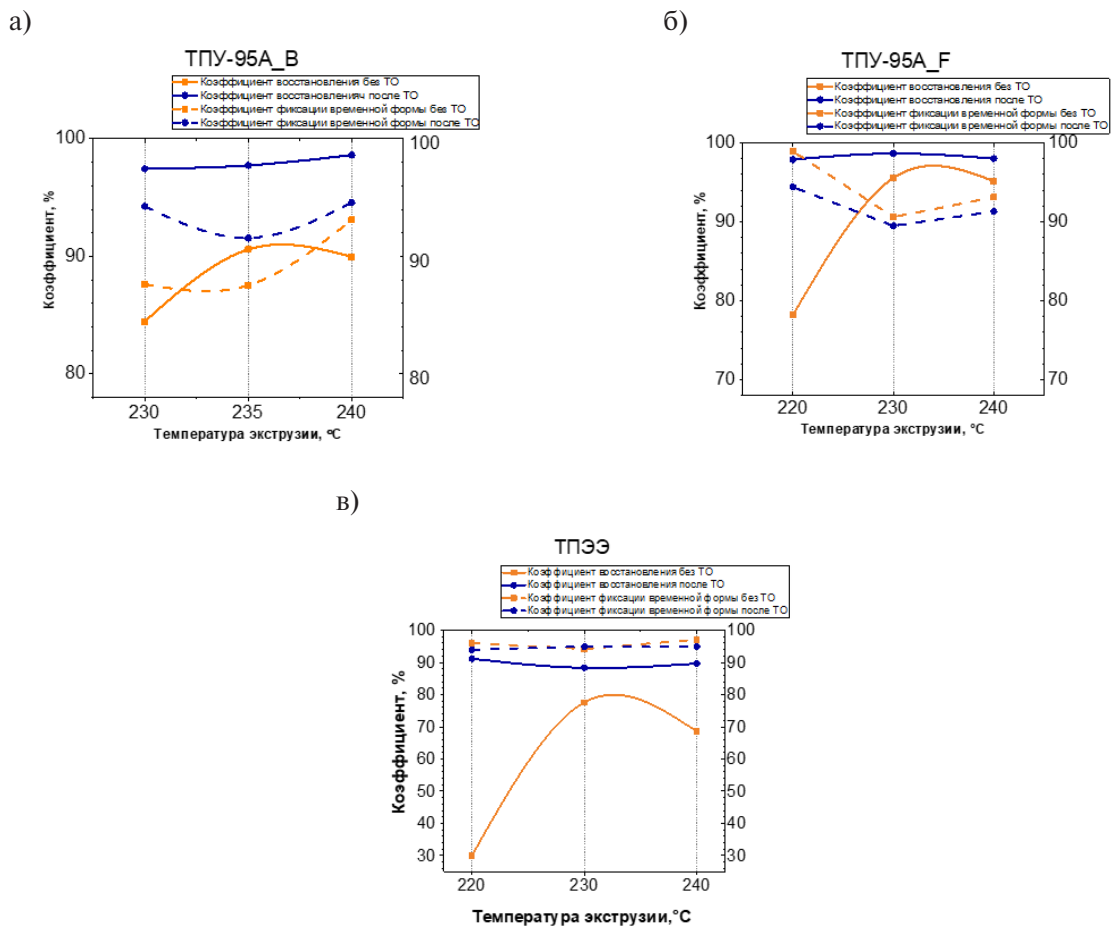 а)
ТПУ-95А_В
Коэффициент восстановления без ТО
Коэффициент восстановленияч после ТО
Коэффициент фиксации временной формы без ТО
Коэффициент фиксации временной формы после ТО
100
90
80
100
90
80
Коэффициент, %
230
235
240
Температура экструзии, °C
б)
ТПУ-95А_F
Коэффициент восстановления без ТО
Коэффициент восстановления после ТО
Коэффициент фиксации временной формы без ТО
Коэффициент фиксации временной формы после ТО
100
90
80
70
100
90
80
70
Коэффициент, %
220
230
240
Температура экструзии, °C
в)
ТПЭЭ
Коэффициент восстановления без ТО
Коэффициент восстановления после ТО
Коэффициент фиксации временной формы без ТО
Коэффициент фиксации временной формы после ТО
100
90
80
70
60
50
40
30
100
90
80
70
60
50
40
30
Коэффициент, %
220
230
240
Температура экструзии,°C